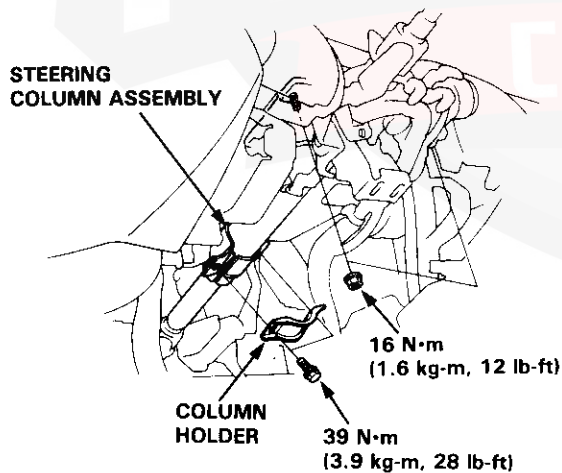 STEERING
COLUMN ASSEMBLY
16 N·m
(1.6 kg-m, 12 lb-ft)
COLUMN
HOLDER
39 N·m
(3.9 kg-m, 28 lb-ft)